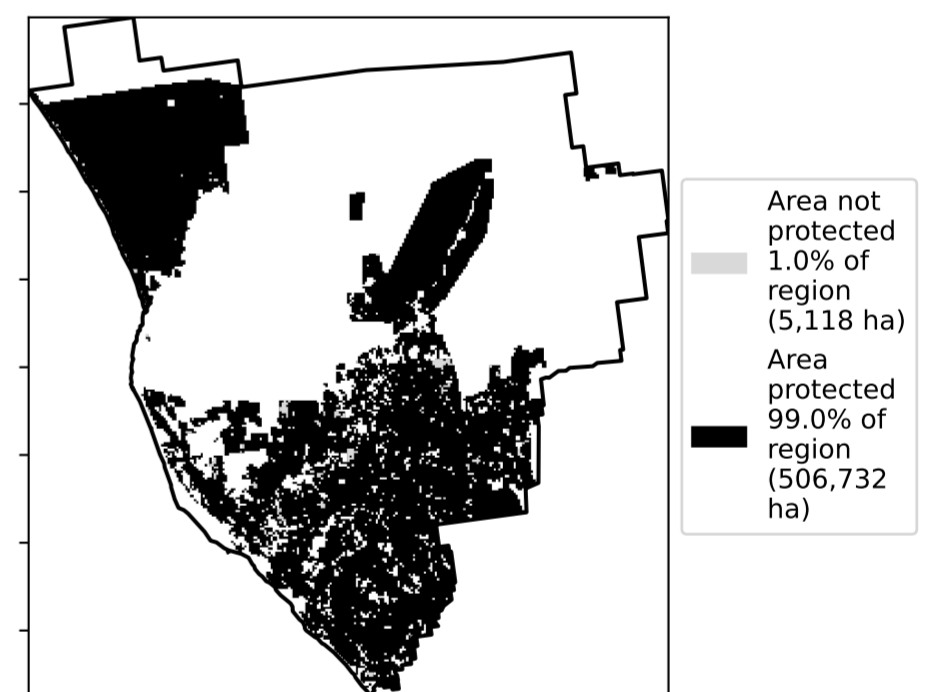 Area not
protected
1.0% of
region
(5,118 ha)
Area
protected
99.0% of
region
(506,732
ha)